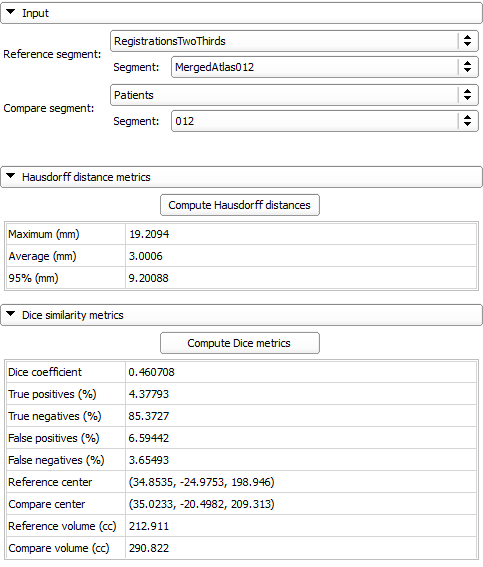 Input
Reference segment:
RegistrationsTwoThirds
Segment: MergedAtlas012
Compare segment:
Patients
Segment: 012
Hausdorff distance metrics
Compute Hausdorff distances
Maximum (mm) 19.2094
Average (mm) 3.0006
95% (mm) 9.20088
Dice similarity metrics
Compute Dice metrics
Dice coefficient 0.460708
True positives (%) 4.37793
True negatives (%) 85.3727
False positives (%) 6.59442
False negatives (%) 3.65493
Reference center (34.8535, -24.9753, 198.946)
Compare center (35.0233, -20.4982, 209.313)
Reference volume (cc) 212.911
Compare volume (cc) 290.822